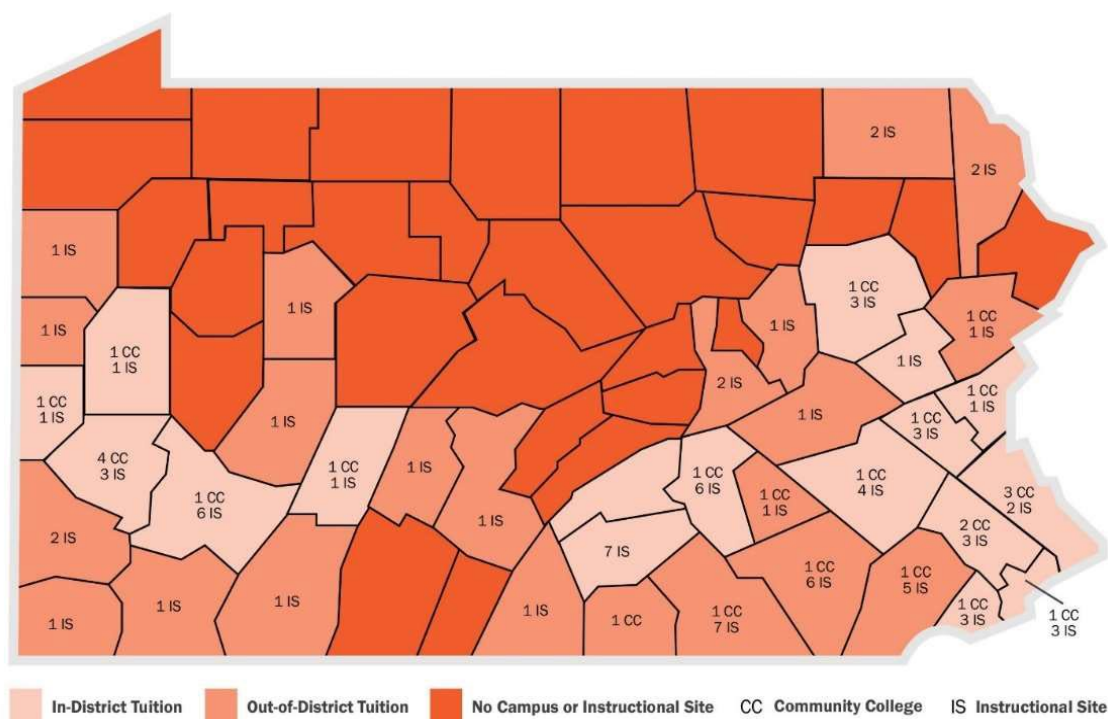 2 IS
2 IS
1 IS
1 CC
3 IS
1 IS
1 IS
1 CC
1 IS
1 IS
1 CC
1 IS
1 IS
1 CC
1 IS
2 IS
1 CC
1 IS
1 IS
1 IS
1 CC
3 IS
4 CC
3 IS
1 CC
6 IS
1 CC
1 IS
1 IS
1 IS
1 CC
6 IS
1 CC
1 IS
1 CC
4 IS
3 CC
2 IS
2 IS
7 IS
2 CC
3 IS
1 IS
1 IS
1 IS
1 IS
1 CC
1 CC
7 IS
1 CC
6 IS
1 CC
5 IS
1 CC
3 IS
1 CC
3 IS
In-District Tuition
Out-of-District Tuition
No Campus or Instructional Site
CC Community College
IS Instructional Site